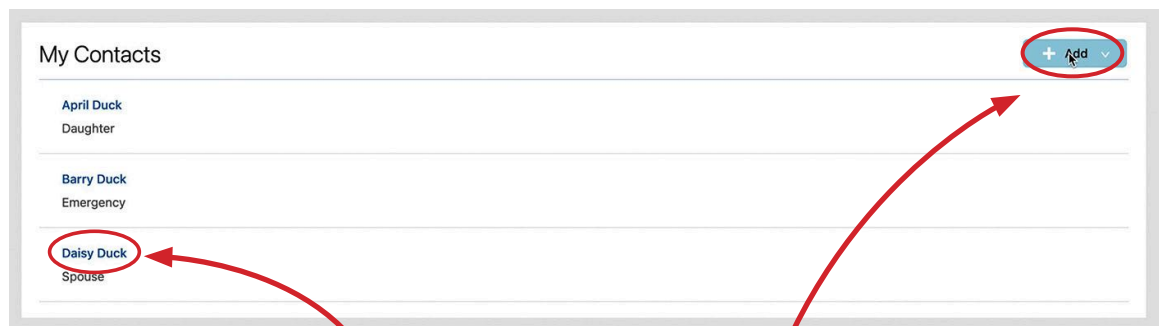 My Contacts
+ Add
April Duck
Daughter
Barry Duck
Emergency
Daisy Duck
Spouse